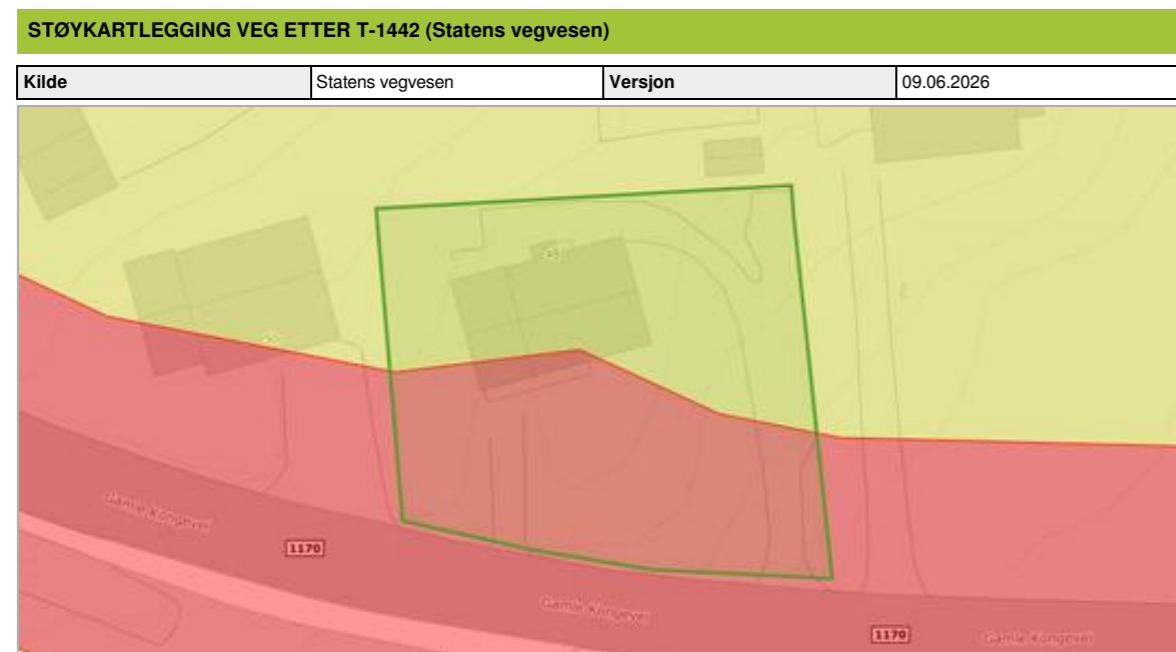 STØYKARTLEGGING VEG ETTER T-1442 (Statens vegvesen)
Kilde Statens vegvesen Versjon 09.06.2026
Gamle Kongevei
1170
Gamle Kongevei
1170
Gamle Kongevei